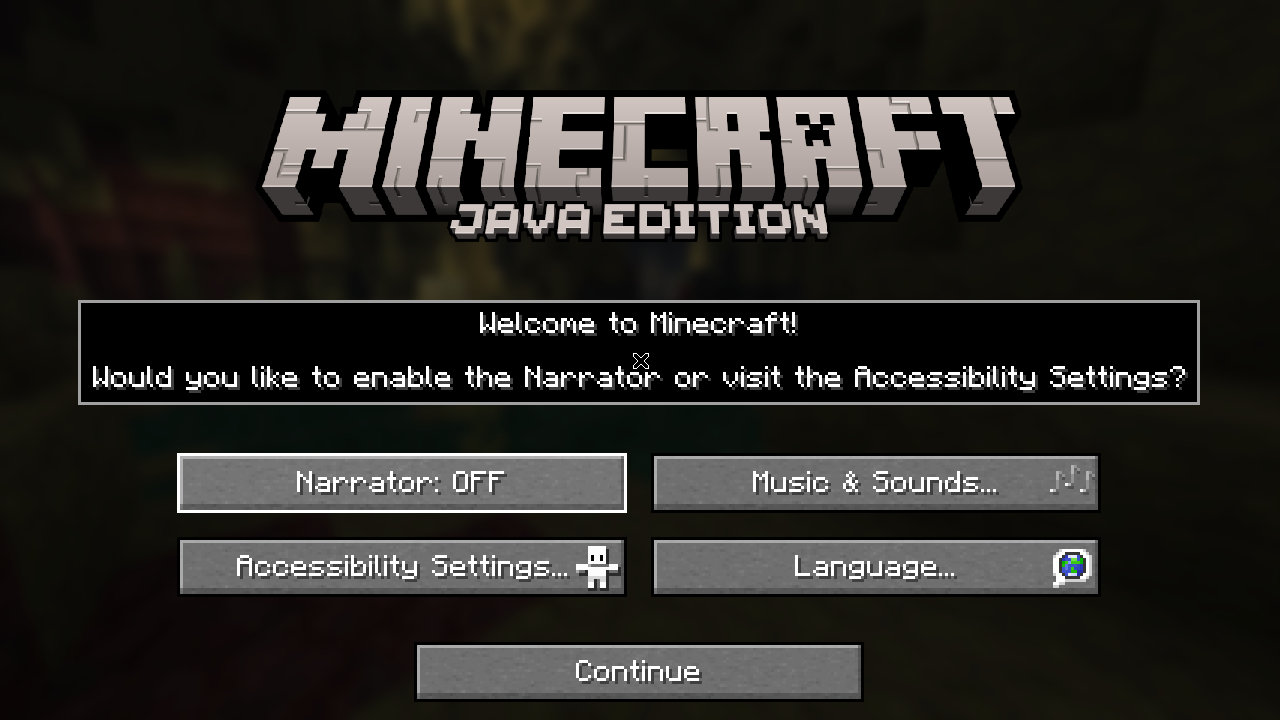 MINECRAFT
JAVA EDITION
Welcome to Minecraft!
Would you like to enable the Narrator or visit the Accessibility Settings?
Narrator: OFF
Music & Sounds...
Accessibility Settings...
Language...
Continue